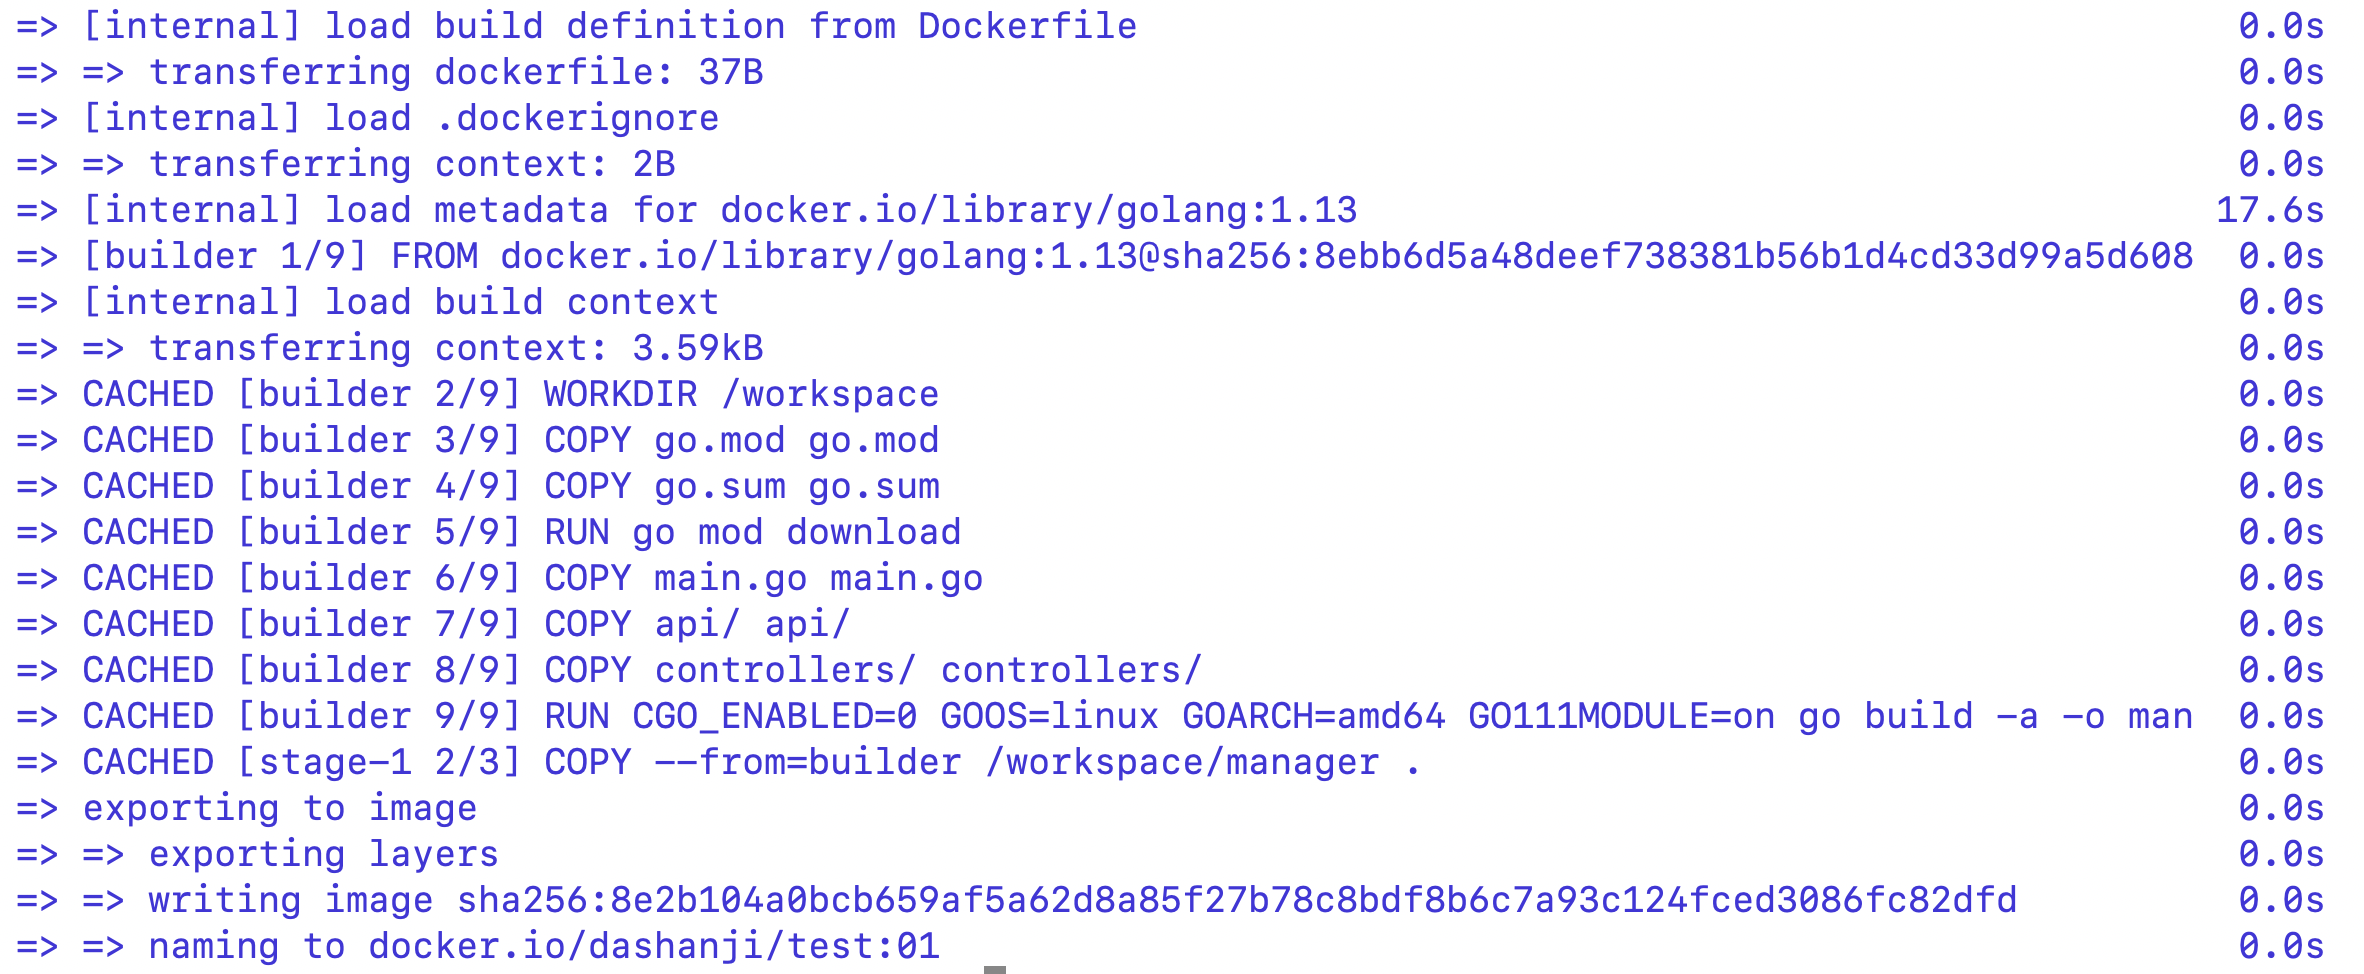 => [internal] load build definition from Dockerfile 0.0s
=> => transferring dockerfile: 37B 0.0s
=> [internal] load .dockerignore 0.0s
=> => transferring context: 2B 0.0s
=> [internal] load metadata for docker.io/library/golang:1.13 17.6s
=> [builder 1/9] FROM docker.io/library/golang:1.13@sha256:8ebb6d5a48deef738381b56b1d4cd33d99a5d608 0.0s
=> [internal] load build context 0.0s
=> => transferring context: 3.59kB 0.0s
=> CACHED [builder 2/9] WORKDIR /workspace 0.0s
=> CACHED [builder 3/9] COPY go.mod go.mod 0.0s
=> CACHED [builder 4/9] COPY go.sum go.sum 0.0s
=> CACHED [builder 5/9] RUN go mod download 0.0s
=> CACHED [builder 6/9] COPY main.go main.go 0.0s
=> CACHED [builder 7/9] COPY api/ api/ 0.0s
=> CACHED [builder 8/9] COPY controllers/ controllers/ 0.0s
=> CACHED [builder 9/9] RUN CGO_ENABLED=0 GOOS=linux GOARCH=amd64 GO111MODULE=on go build -a -o man 0.0s
=> CACHED [stage-1 2/3] COPY --from=builder /workspace/manager . 0.0s
=> exporting to image 0.0s
=> => exporting layers 0.0s
=> => writing image sha256:8e2b104a0bcb659af5a62d8a85f27b78c8bdf8b6c7a93c124fced3086fc82dfd 0.0s
=> => naming to docker.io/dashanji/test:01 0.0s